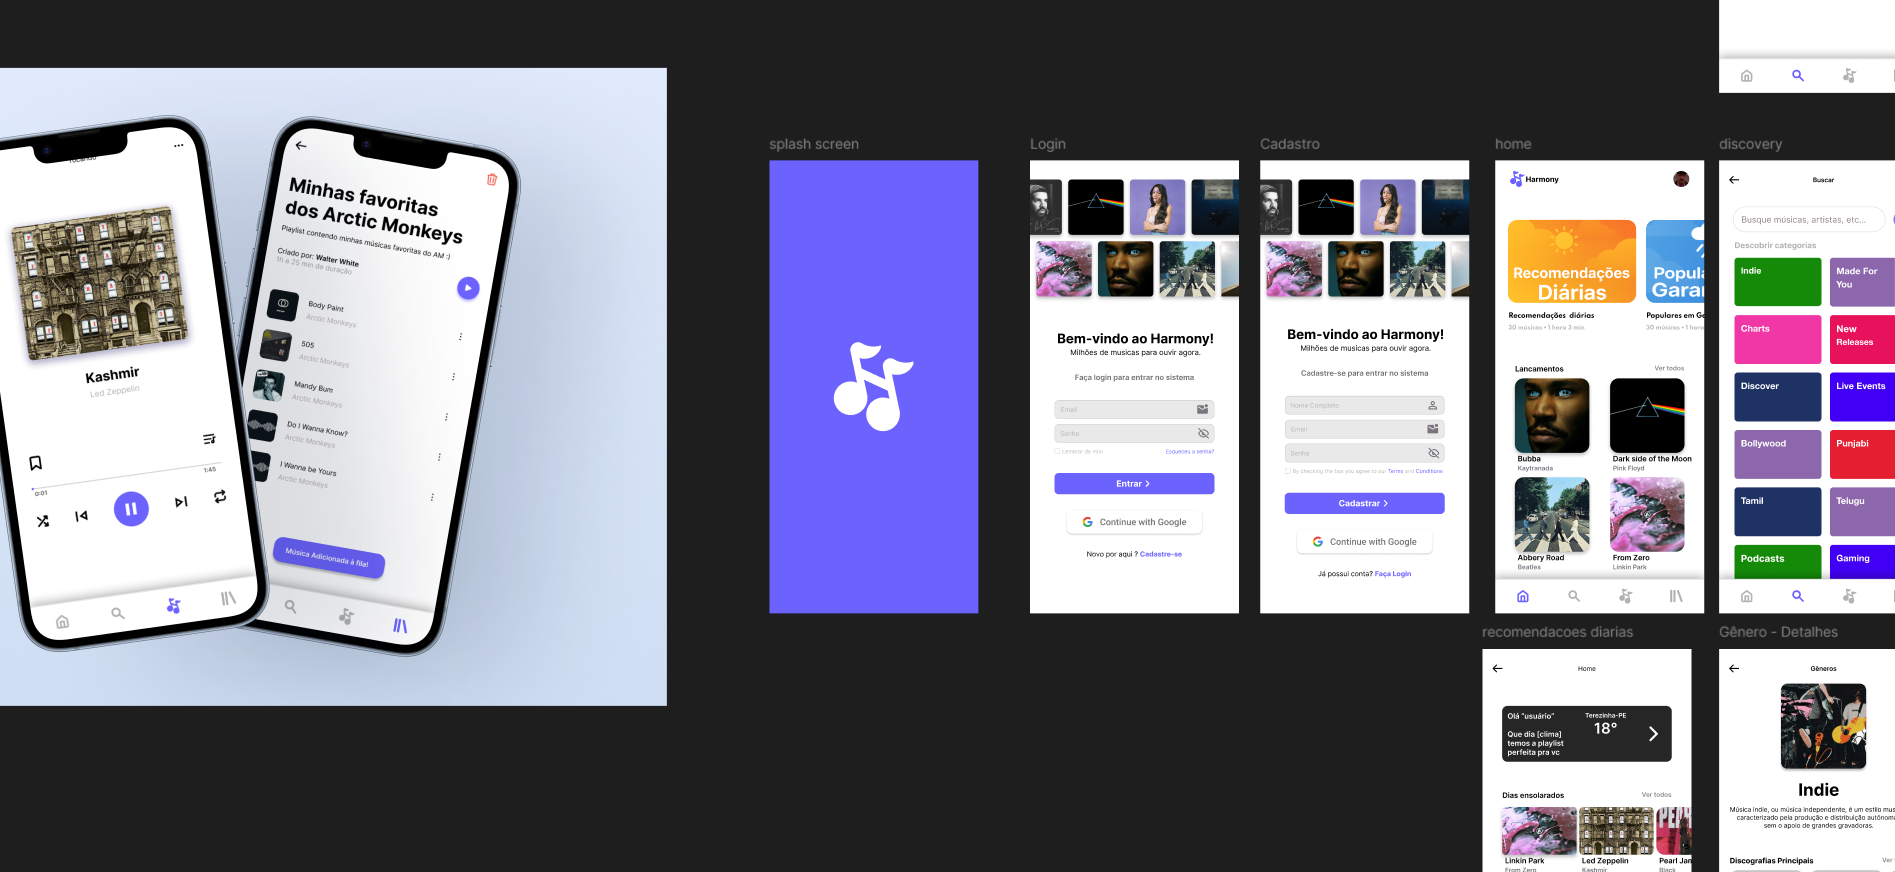 Tocando
Kashmir
Led Zeppelin
1:45
0:01
Minhas favoritas
dos Arctic Monkeys
Playlist contendo minhas músicas favoritas do AM :)
Criado por: Walter White
1h e 25 min de duração
Body Paint
Arctic Monkeys
505
Arctic Monkeys
Mandy Bum
Arctic Monkeys
Do I Wanna Know?
Arctic Monkeys
I Wanna be Yours
Arctic Monkeys
Música Adicionada à fila!
splash screen
Login
Bem-vindo ao Harmony!
Milhões de musicas para ouvir agora.
Faça login para entrar no sistema
Email
Senha
Lembrar de mim
Esqueceu a senha?
Entrar
Continue with Google
Novo por aqui ? Cadastre-se
Cadastro
Bem-vindo ao Harmony!
Milhões de musicas para ouvir agora.
Cadastre-se para entrar no sistema
Nome Completo
Email
Senha
By checking the box you agree to our Terms and Conditions
Cadastrar
Continue with Google
Já possui conta? Faça Login
home
Harmony
Recomendações
Diárias
Popula
Garan
Recomendações diárias
30 músicas • 1 hora 3 min
Populares em Ga
30 músicas • 1 hora
Lancamentos
Ver todos
Bubba
Kaytranada
Dark side of the Moon
Pink Floyd
Abbery Road
Beatles
From Zero
Linkin Park
discovery
Buscar
Busque músicas, artistas, etc...
Descobrir categorias
Indie
Made For
You
Charts
New
Releases
Discover
Live Events
Bollywood
Punjabi
Tamil
Telugu
Podcasts
Gaming
recomendacoes diarias
Home
Olá "usuário"
Que dia [clima]
temos a playlist
perfeita pra vc
Terezinha-PE
18°
Dias ensolarados
Ver todos
Linkin Park
From Zero
Led Zeppelin
Kashmir
Pearl Jan
Black
Gênero - Detalhes
Gêneros
Indie
Música indie, ou música independente, é um estilo mus
caracterizado pela produção e distribuição autônom
sem o apoio de grandes gravadoras.
Discografias Principais
Ver